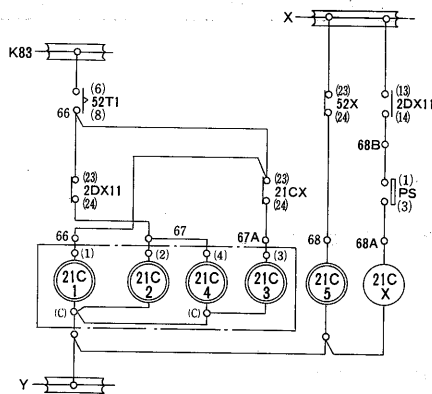 X
K83
(6)
52T1
66 (8)
(23)
52X
(24)
(13)
2DX11
(14)
68B
(1)
PS
(3)
(23)
2DX11
(24)
(23)
21CX
(24)
66
67
67A
68
68A
(1)
(2)
(4)
(3)
21C
1
21C
2
21C
4
21C
3
21C
5
21C
X
(C)
(C)
Y